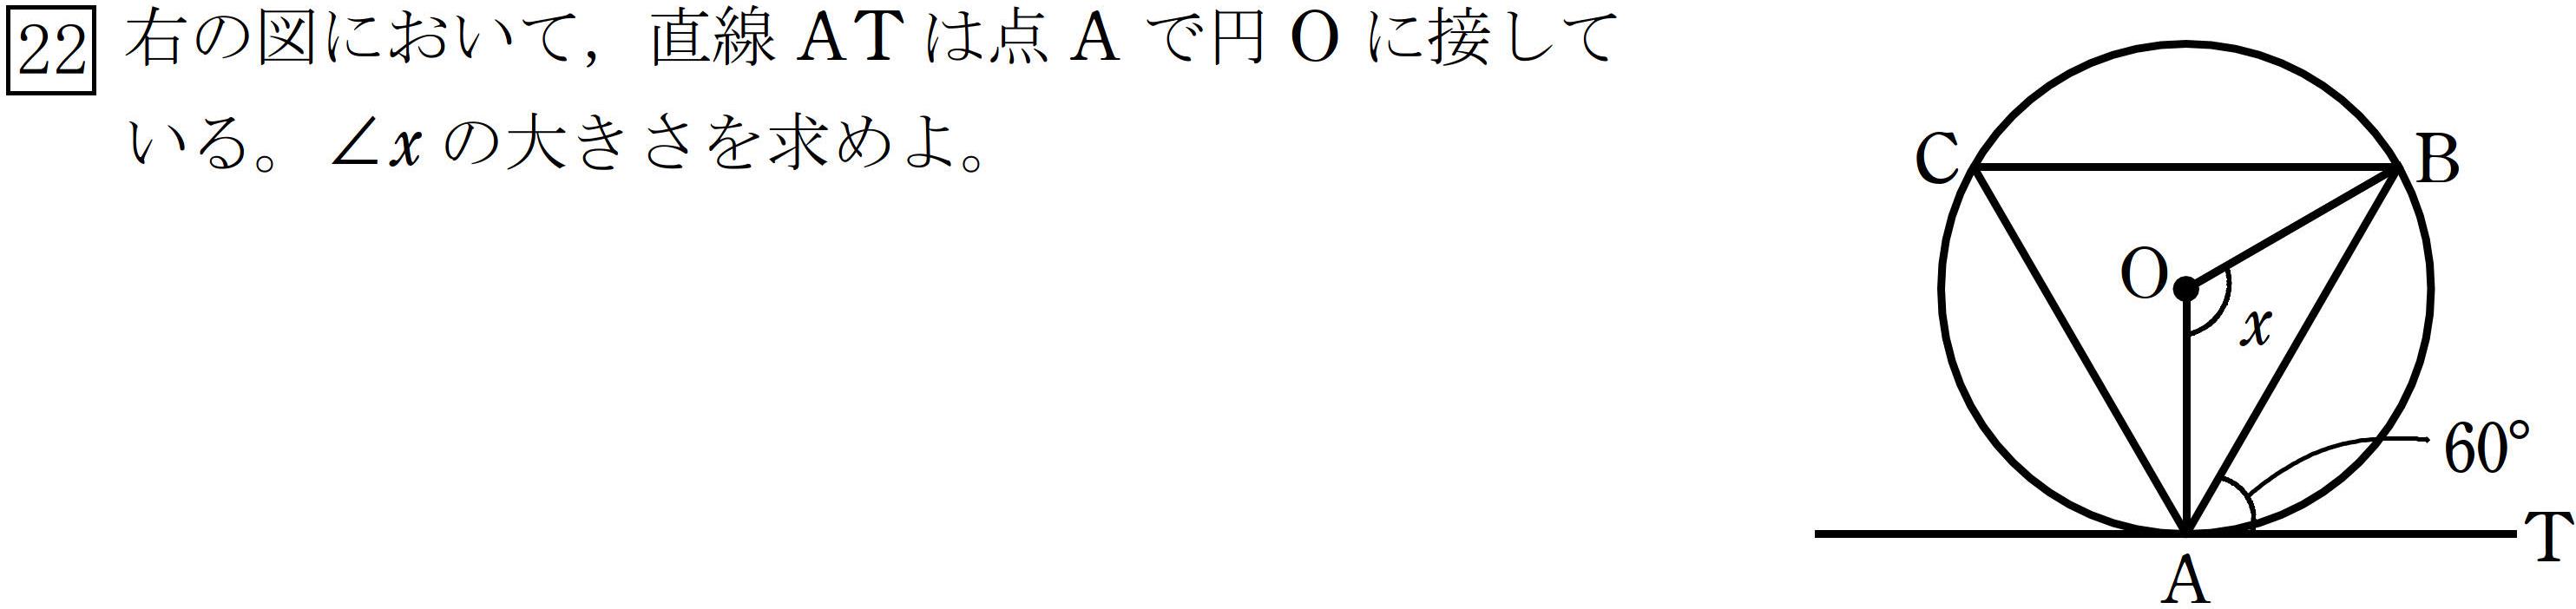 22 右の図において，直線 AT は点 A で円 O に接して
いる。∠x の大きさを求めよ。
C
B
O
x
60°
T
A